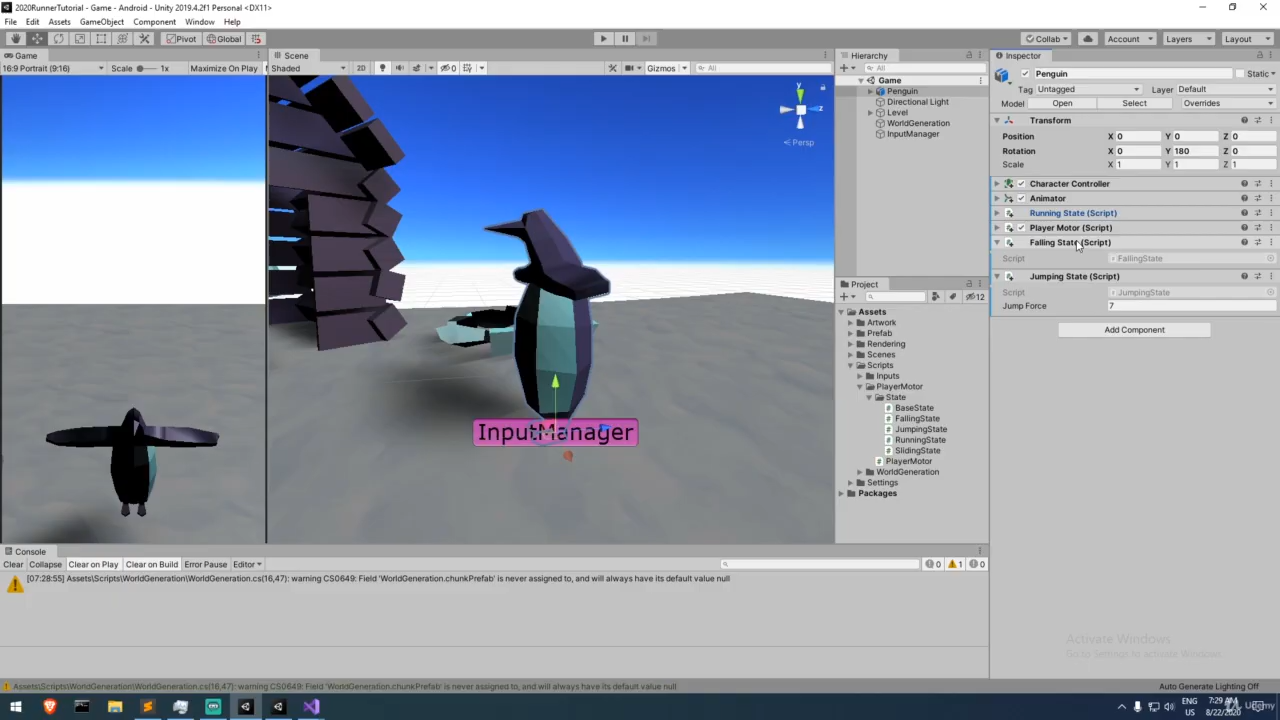 2020RunnerTutorial - Game - Android - Unity 2019.4.2f1 Personal <DX11>
File Edit Assets GameObject Component Window Help
Pivot Global Collab Account Layers Layout
Game
16:9 Portrait (9:16) Scale 1x Maximize On Play
Scene
Shaded 2D 0 Gizmos All
y
z
Persp
InputManager
Hierarchy
All
Game
Penguin
Directional Light
Level
WorldGeneration
InputManager
Project
12
Assets
Artwork
Prefab
Rendering
Scenes
Scripts
Inputs
PlayerMotor
State
BaseState
FallingState
JumpingState
RunningState
SlidingState
PlayerMotor
WorldGeneration
Settings
Packages
Inspector
Penguin Static
Tag Untagged Layer Default
Model Open Select Overrides
Transform
Position X 0 Y 0 Z 0
Rotation X 0 Y 180 Z 0
Scale X 1 Y 1 Z 1
Character Controller
Animator
Running State (Script)
Player Motor (Script)
Falling State (Script)
Script FallingState
Jumping State (Script)
Script JumpingState
Jump Force 7
Add Component
Console
Clear Collapse Clear on Play Clear on Build Error Pause Editor 0 1 0
[07:28:55] Assets\Scripts\WorldGeneration\WorldGeneration.cs(16,47): warning CS0649: Field 'WorldGeneration.chunkPrefab' is never assigned to, and will always have its default value null
Activate Windows
Go to Settings to activate Windows.
Assets\Scripts\WorldGeneration\WorldGeneration.cs(16,47): warning CS0649: Field 'WorldGeneration.chunkPrefab' is never assigned to, and will always have its default value null
Auto Generate Lighting Off
ENG
US
7:29 AM
8/22/2020
Udemy